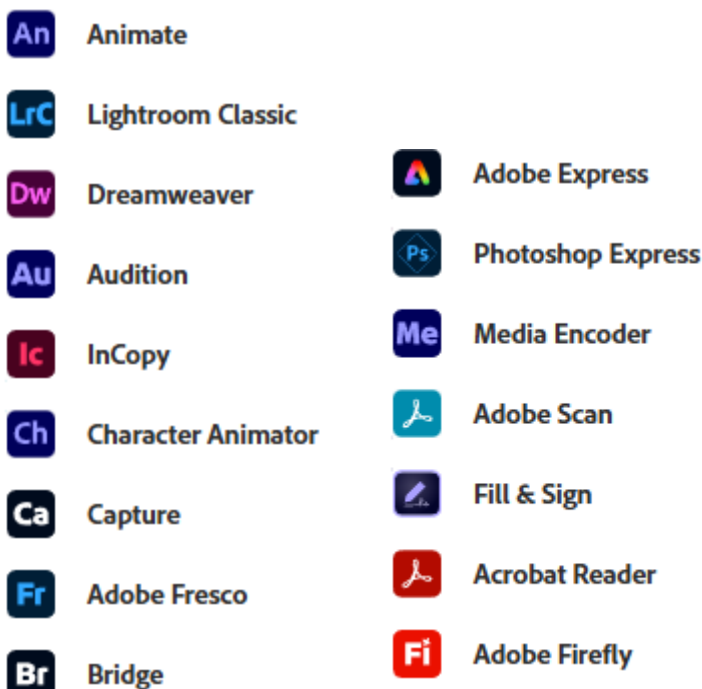 An Animate
LrC Lightroom Classic
Dw Dreamweaver
Au Audition
Ic InCopy
Ch Character Animator
Ca Capture
Fr Adobe Fresco
Br Bridge
Adobe Express
Ps Photoshop Express
Me Media Encoder
Adobe Scan
Fill & Sign
Acrobat Reader
Fi Adobe Firefly